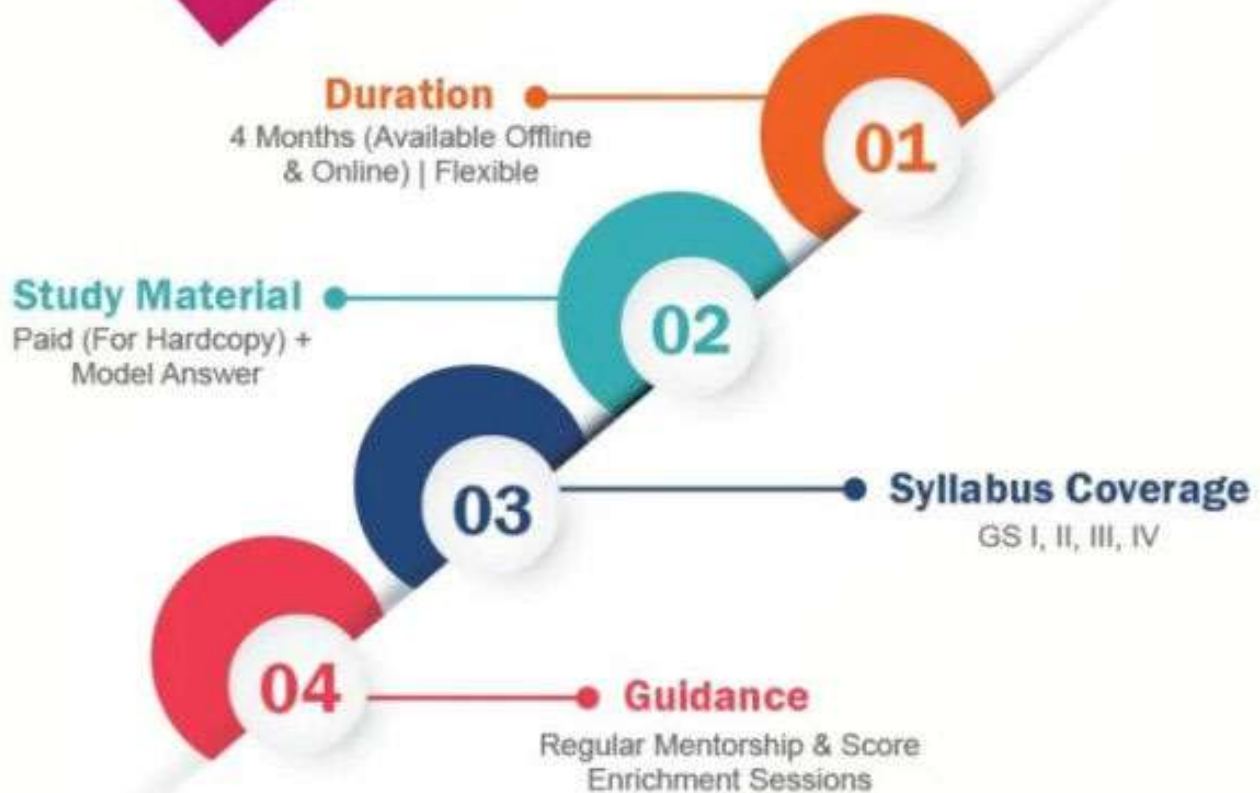 Duration
4 Months (Available Offline
& Online) | Flexible
01
Study Material
Paid (For Hardcopy) +
Model Answer
02
03
Syllabus Coverage
GS I, II, III, IV
04
Guidance
Regular Mentorship & Score
Enrichment Sessions